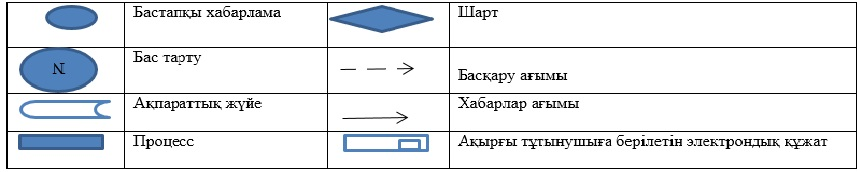 Бастапқы хабарлама
Шарт
N
Бас тарту
Басқару ағымы
Ақпараттық жүйе
Хабарлар ағымы
Процесс
Ақырғы тұтынушыға берілетін электрондық құжат